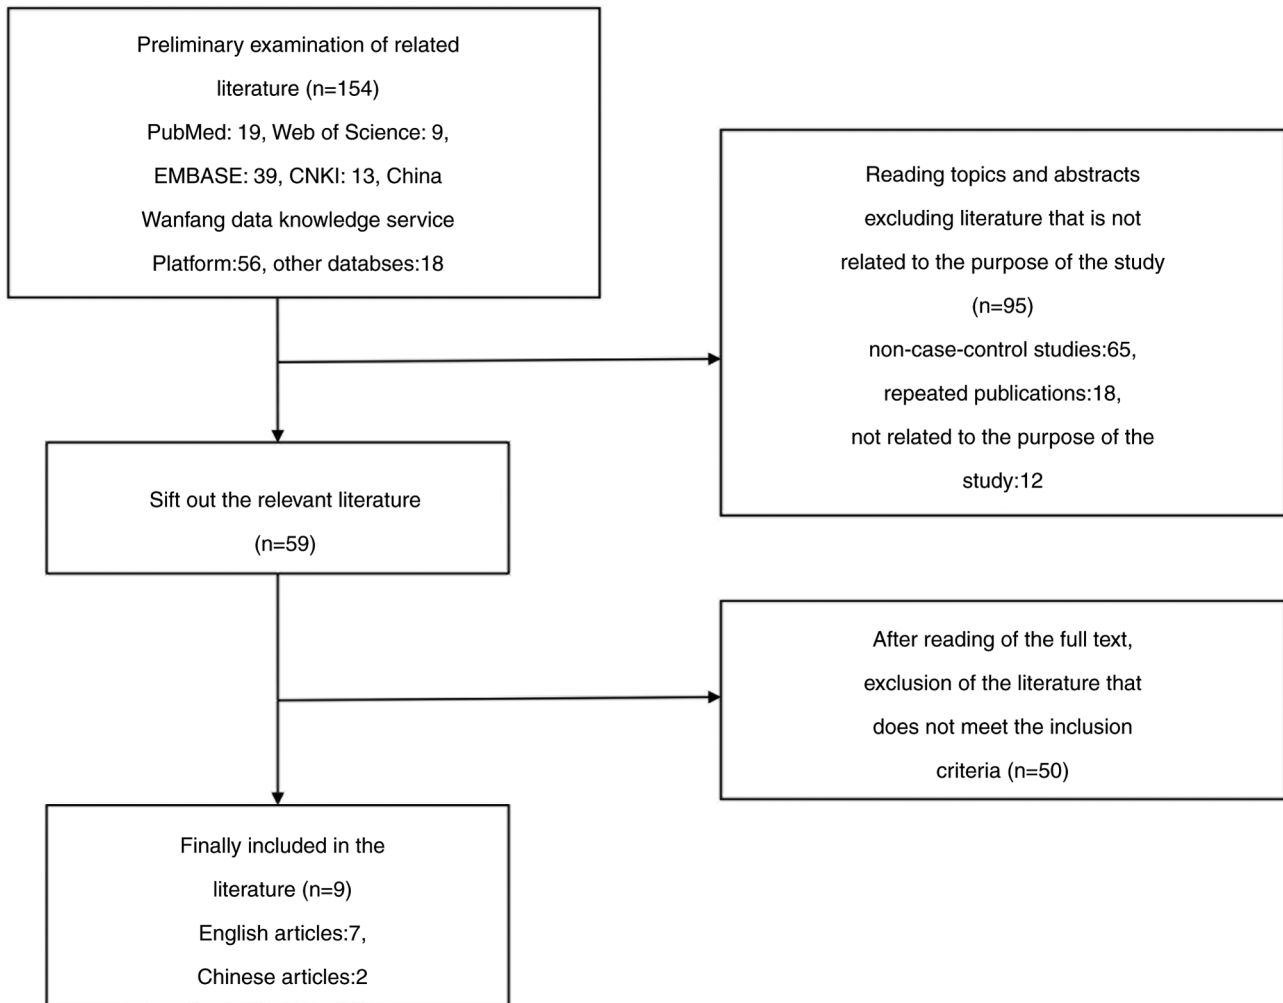 Preliminary examination of related
literature (n=154)
PubMed: 19, Web of Science: 9,
EMBASE: 39, CNKI: 13, China
Wanfang data knowledge service
Platform:56, other databses:18
Reading topics and abstracts
excluding literature that is not
related to the purpose of the study
(n=95)
non-case-control studies:65,
repeated publications:18,
not related to the purpose of the
study:12
Sift out the relevant literature
(n=59)
After reading of the full text,
exclusion of the literature that
does not meet the inclusion
criteria (n=50)
Finally included in the
literature (n=9)
English articles:7,
Chinese articles:2